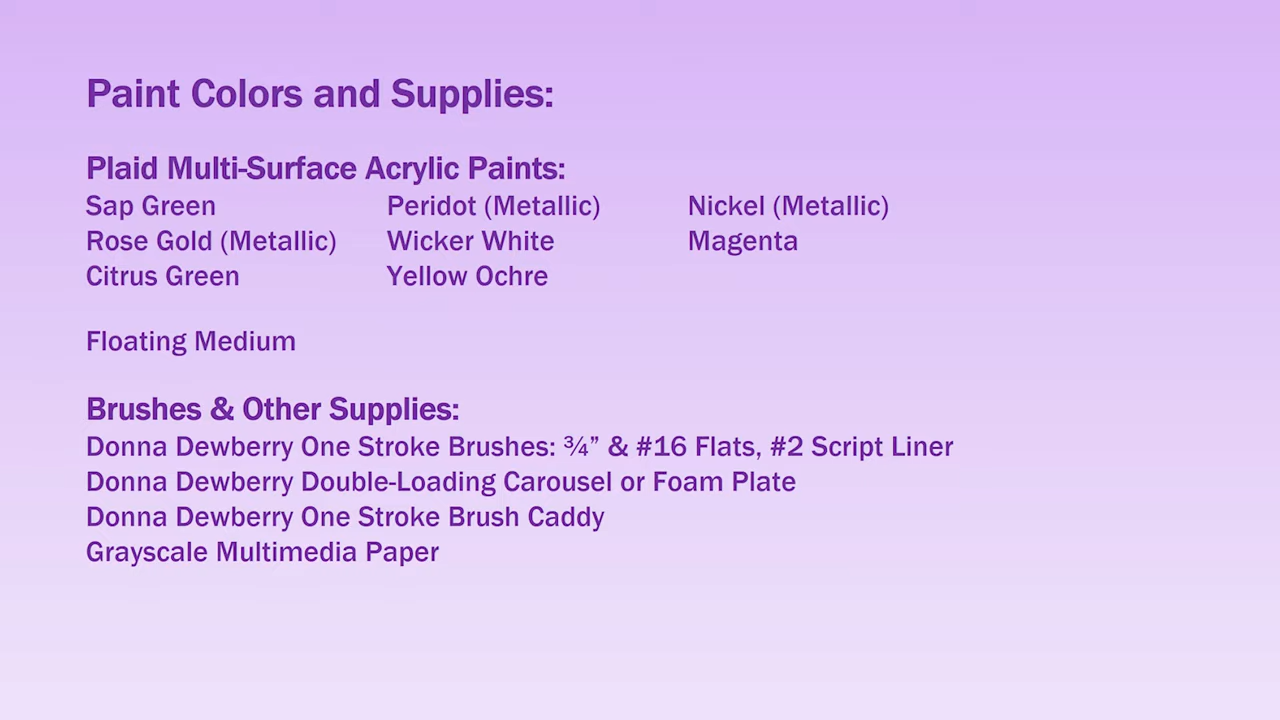 Paint Colors and Supplies:
Plaid Multi-Surface Acrylic Paints:
Sap Green Peridot (Metallic) Nickel (Metallic)
Rose Gold (Metallic) Wicker White Magenta
Citrus Green Yellow Ochre
Floating Medium
Brushes & Other Supplies:
Donna Dewberry One Stroke Brushes: ¾” & #16 Flats, #2 Script Liner
Donna Dewberry Double-Loading Carousel or Foam Plate
Donna Dewberry One Stroke Brush Caddy
Grayscale Multimedia Paper